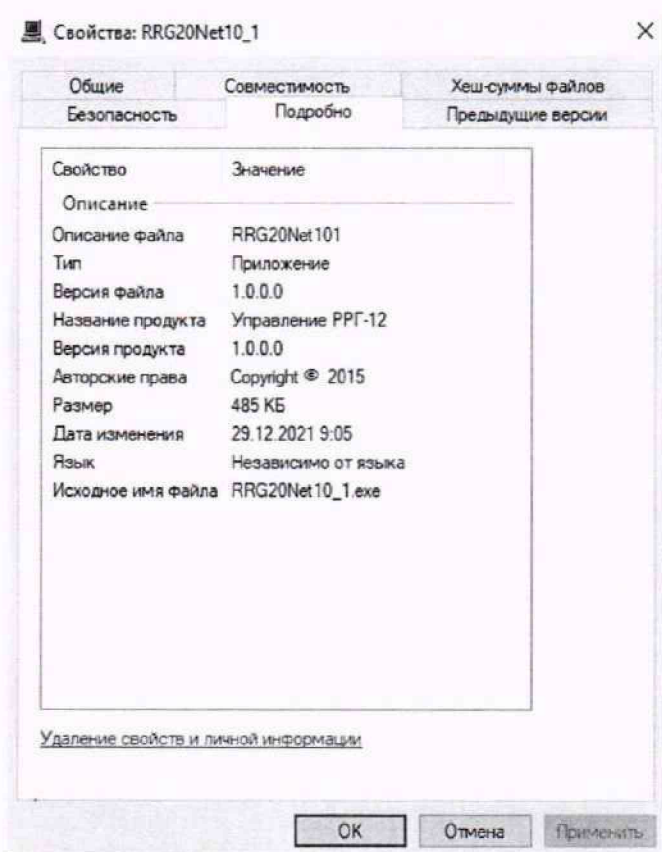 Свойства: RRG20Net10_1
Общие Совместимость Хеш-суммы файлов
Безопасность Подробно Предыдущие версии
Свойство Значение
Описание
Описание файла RRG20Net101
Тип Приложение
Версия файла 1.0.0.0
Название продукта Управление РРГ-12
Версия продукта 1.0.0.0
Авторские права Copyright © 2015
Размер 485 КБ
Дата изменения 29.12.2021 9:05
Язык Независимо от языка
Исходное имя файла RRG20Net10_1.exe
Удаление свойств и личной информации
ОК Отмена Применить